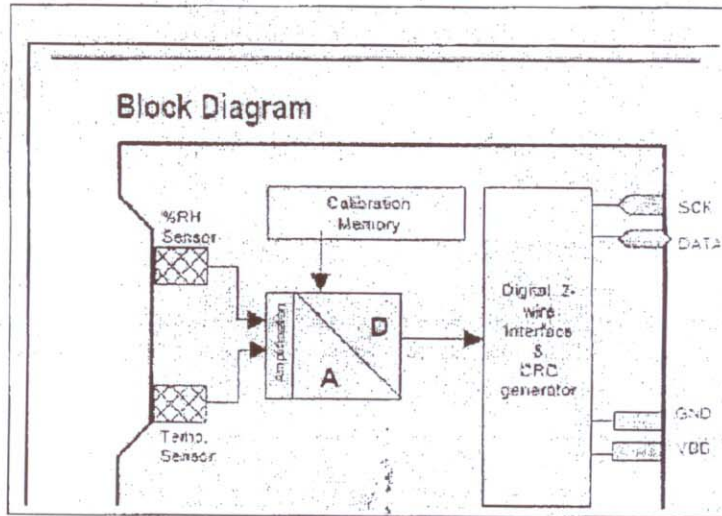 Block Diagram
%RH
Sensor
Calibration
Memory
SCK
DATA
Amplification
D
A
Digital 2-
wire
Interface
&
CRC
generator
Temp.
Sensor
GND
VDD